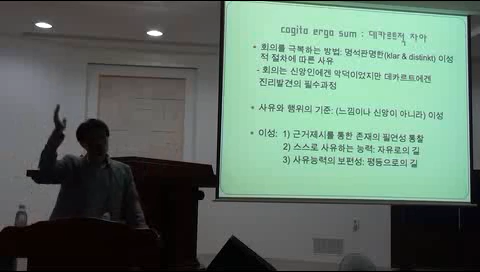 cogito ergo sum : 데카르트적 자아
• 회의를 극복하는 방법: 명석판명한(klar & distinkt) 이성
적 절차에 따른 사유
- 회의는 신앙인에겐 악덕이었지만 데카르트에겐
진리발견의 필수과정
• 사유와 행위의 기준: (느낌이나 신앙이 아니라) 이성
• 이성: 1) 근거제시를 통한 존재의 필연성 통찰
2) 스스로 사유하는 능력: 자유로의 길
3) 사유능력의 보편성: 평등으로의 길